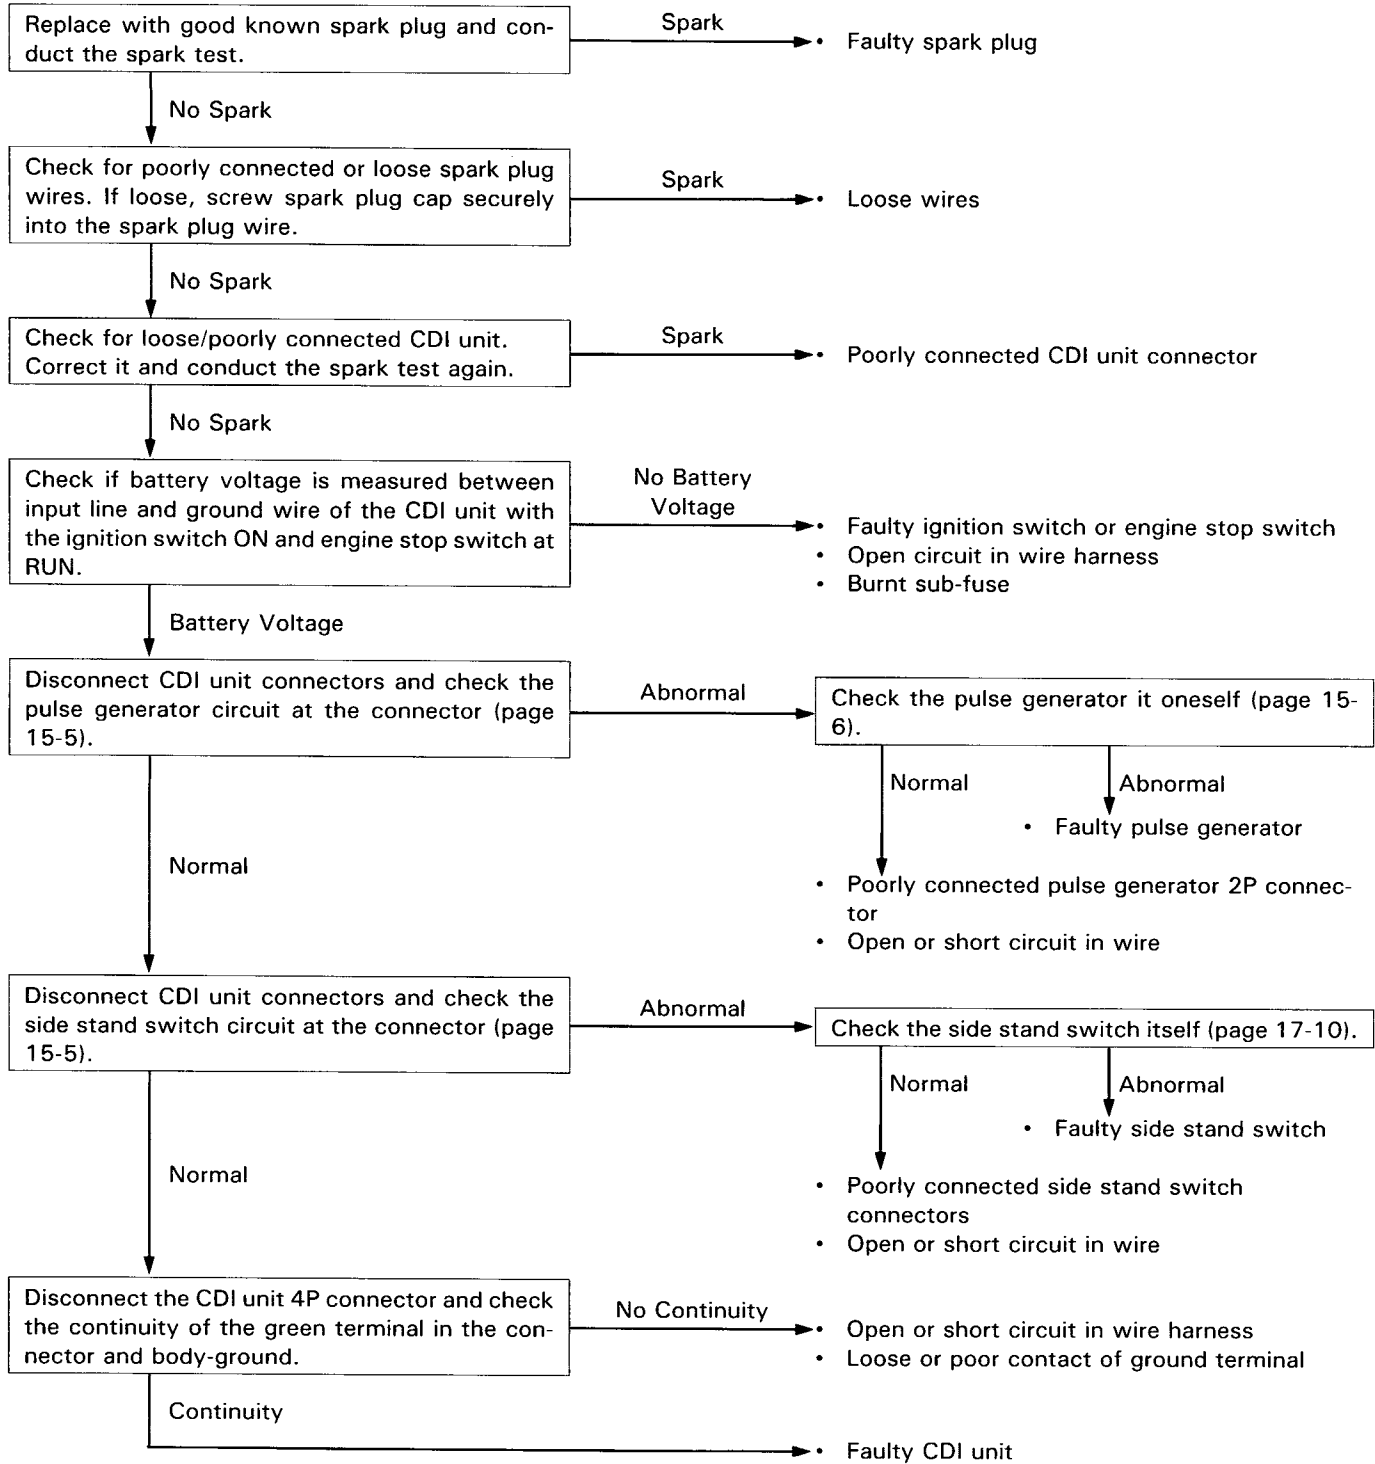 Replace with good known spark plug and con-
duct the spark test.
Spark
• Faulty spark plug
No Spark
Check for poorly connected or loose spark plug
wires. If loose, screw spark plug cap securely
into the spark plug wire.
Spark
• Loose wires
No Spark
Check for loose/poorly connected CDI unit.
Correct it and conduct the spark test again.
Spark
• Poorly connected CDI unit connector
No Spark
Check if battery voltage is measured between
input line and ground wire of the CDI unit with
the ignition switch ON and engine stop switch at
RUN.
No Battery
Voltage
• Faulty ignition switch or engine stop switch
• Open circuit in wire harness
• Burnt sub-fuse
Battery Voltage
Disconnect CDI unit connectors and check the
pulse generator circuit at the connector (page
15-5).
Abnormal
Check the pulse generator it oneself (page 15-
6).
Normal
Abnormal
• Faulty pulse generator
• Poorly connected pulse generator 2P connec-
tor
• Open or short circuit in wire
Normal
Disconnect CDI unit connectors and check the
side stand switch circuit at the connector (page
15-5).
Abnormal
Check the side stand switch itself (page 17-10).
Normal
Abnormal
• Faulty side stand switch
• Poorly connected side stand switch
connectors
• Open or short circuit in wire
Normal
Disconnect the CDI unit 4P connector and check
the continuity of the green terminal in the con-
nector and body-ground.
No Continuity
• Open or short circuit in wire harness
• Loose or poor contact of ground terminal
Continuity
• Faulty CDI unit